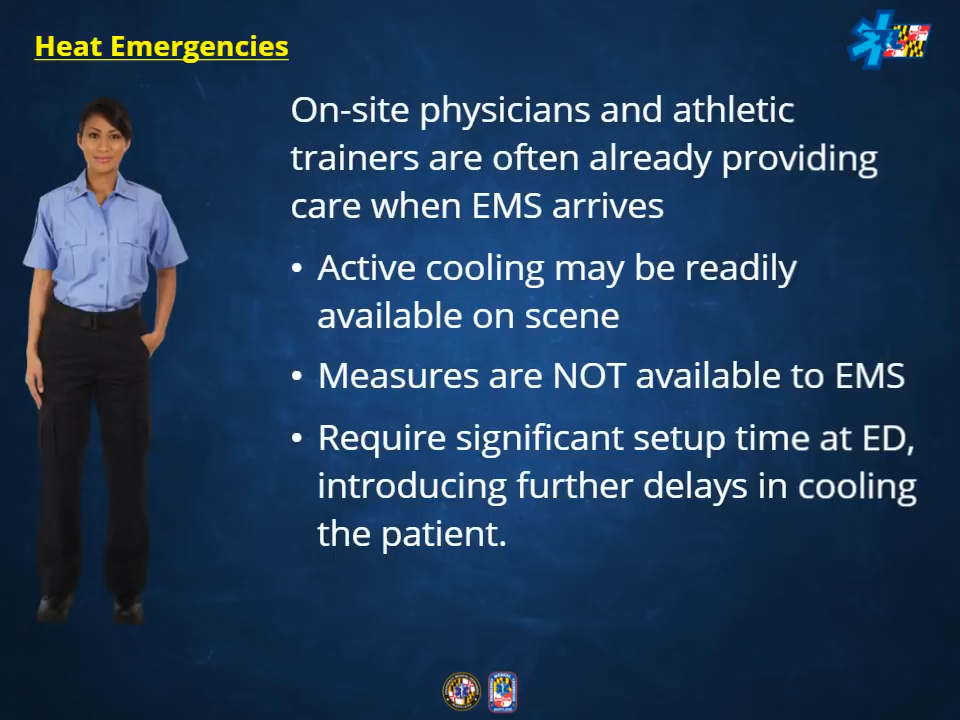 Heat Emergencies
On-site physicians and athletic
trainers are often already providing
care when EMS arrives
• Active cooling may be readily
available on scene
• Measures are NOT available to EMS
• Require significant setup time at ED,
introducing further delays in cooling
the patient.